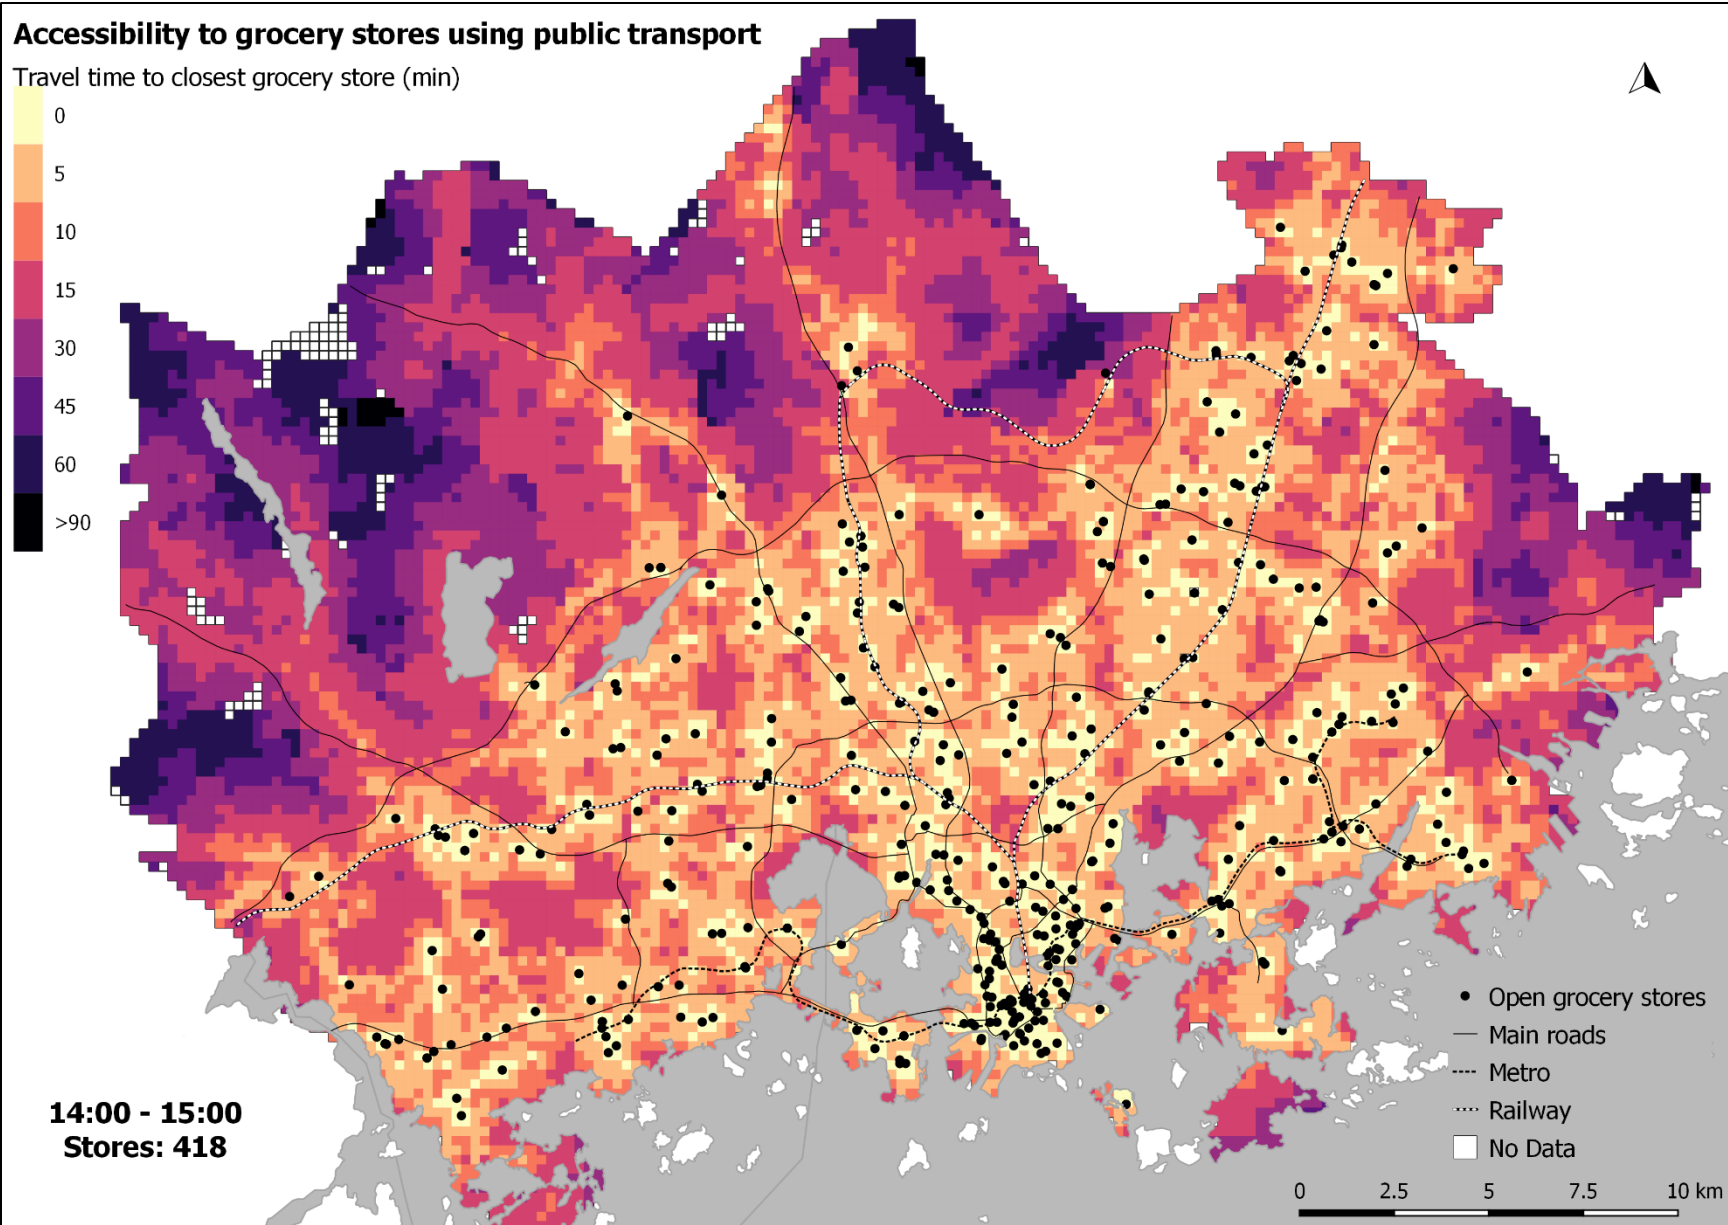 Accessibility to grocery stores using public transport
Travel time to closest grocery store (min)
0
5
10
15
30
45
60
>90
14:00 - 15:00
Stores: 418
Open grocery stores
Main roads
Metro
Railway
No Data
0 2.5 5 7.5 10 km